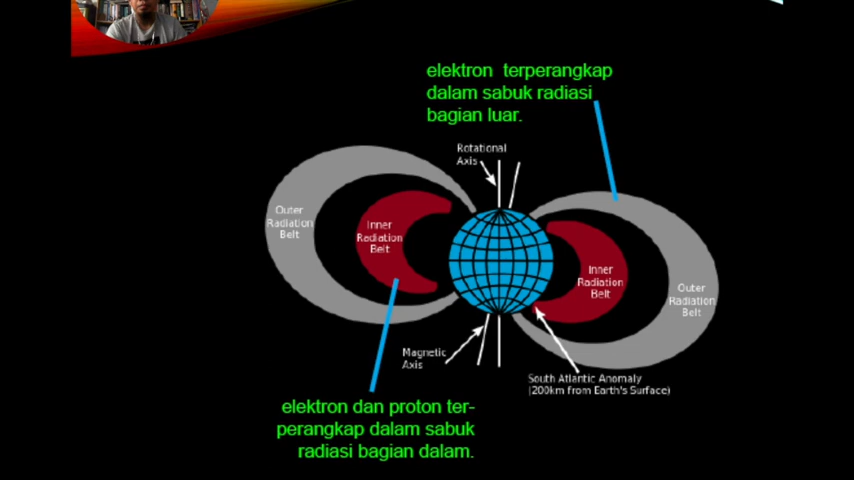 elektron terperangkap
dalam sabuk radiasi
bagian luar.
Rotational
Axis
Outer
Radiation
Belt
Inner
Radiation
Belt
Inner
Radiation
Belt
Outer
Radiation
Belt
Magnetic
Axis
South Atlantic Anomaly
(200km from Earth's Surface)
elektron dan proton ter-
perangkap dalam sabuk
radiasi bagian dalam.